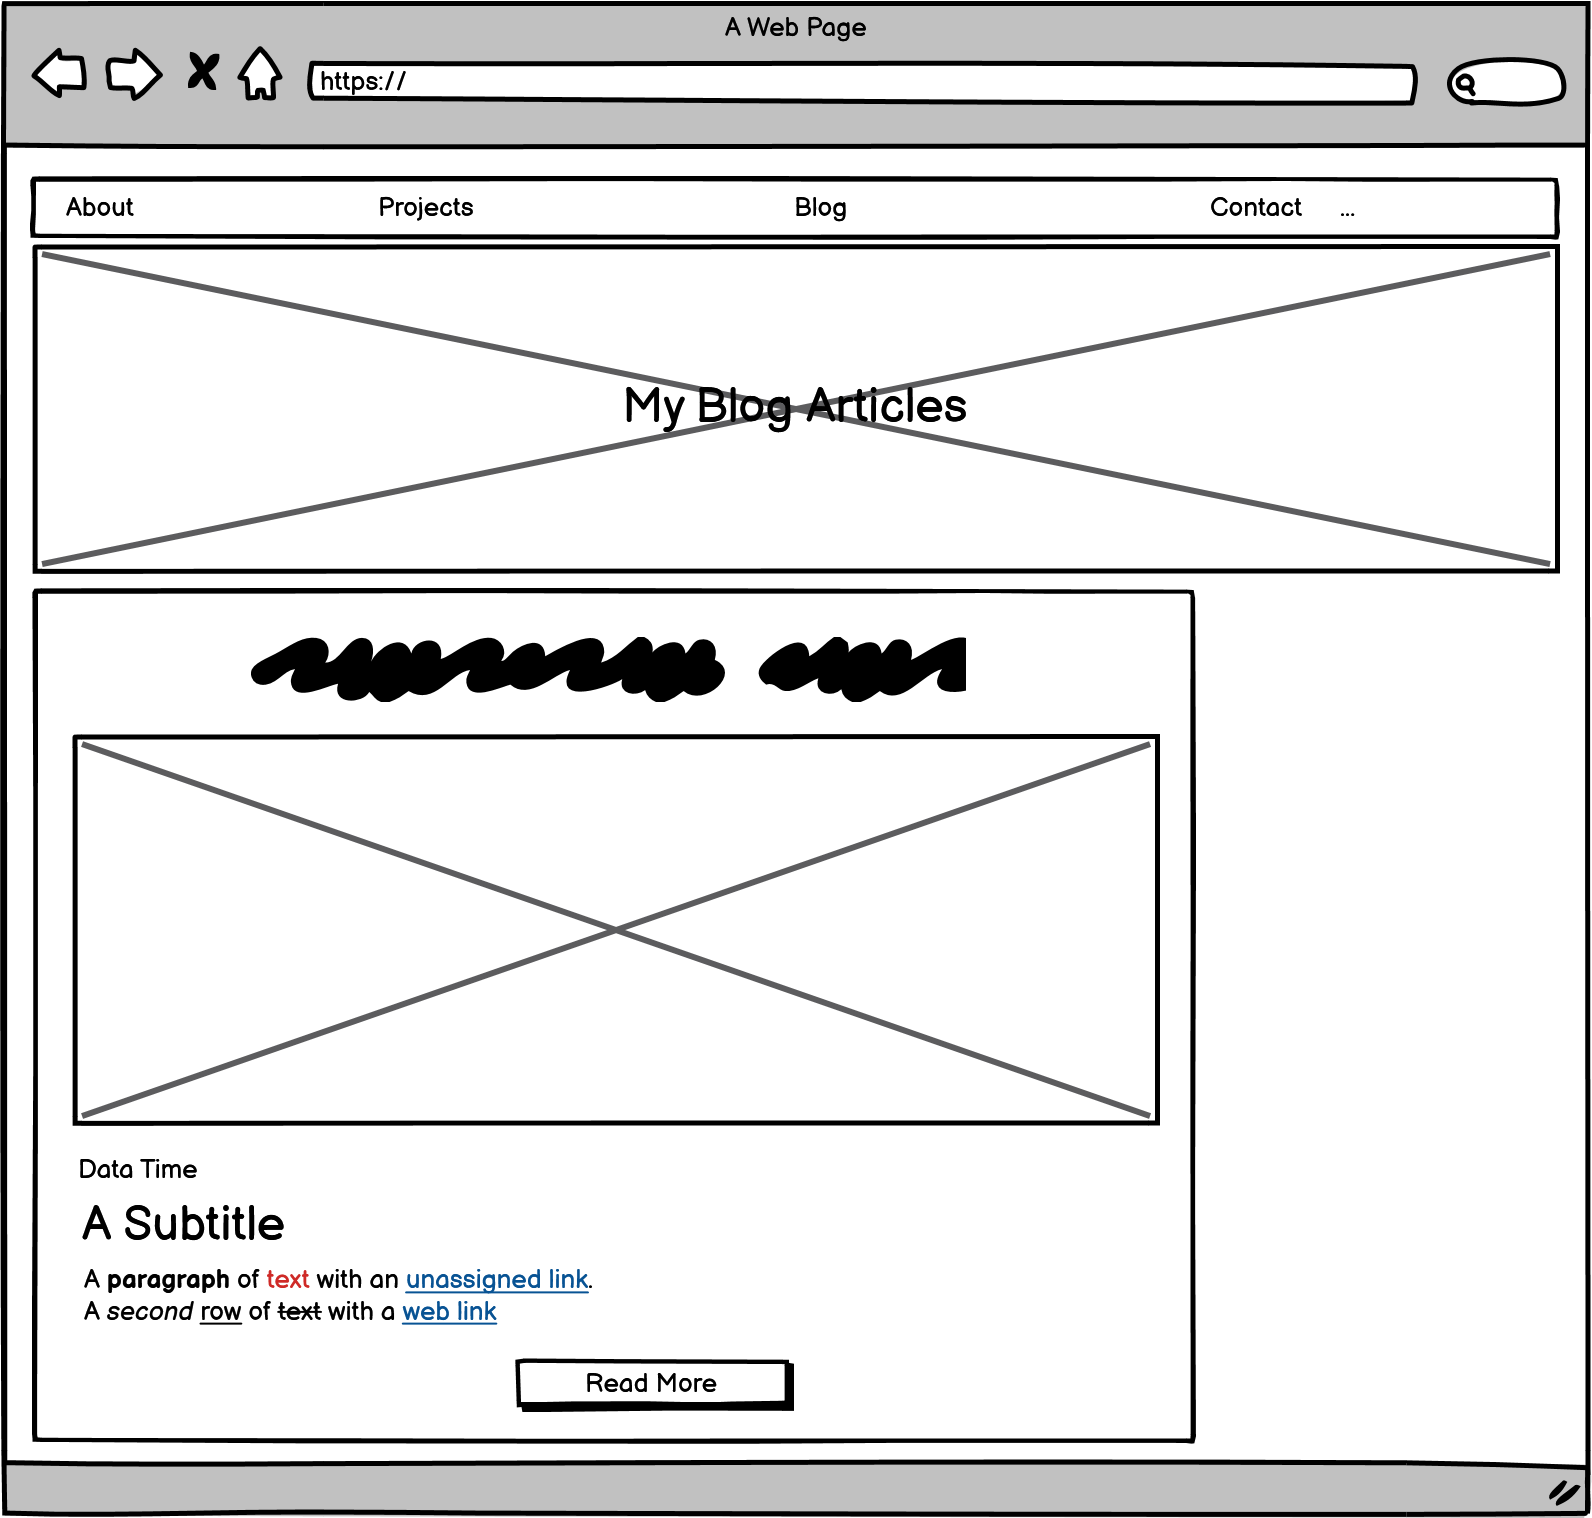 A Web Page
https://
About Projects Blog Contact ...
My Blog Articles
Data Time
A Subtitle
A paragraph of text with an unassigned link.
A second row of text with a web link
Read More